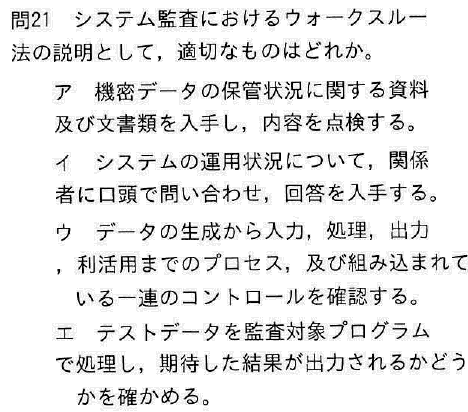 問21 システム監査におけるウォークスルー
法の説明として，適切なものはどれか。
ア 機密データの保管状況に関する資料
及び文書類を入手し，内容を点検する。
イ システムの運用状況について，関係
者に口頭で問い合わせ，回答を入手する。
ウ データの生成から入力，処理，出力
，利活用までのプロセス，及び組み込まれて
いる一連のコントロールを確認する。
エ テストデータを監査対象プログラム
で処理し，期待した結果が出力されるかどう
かを確かめる。